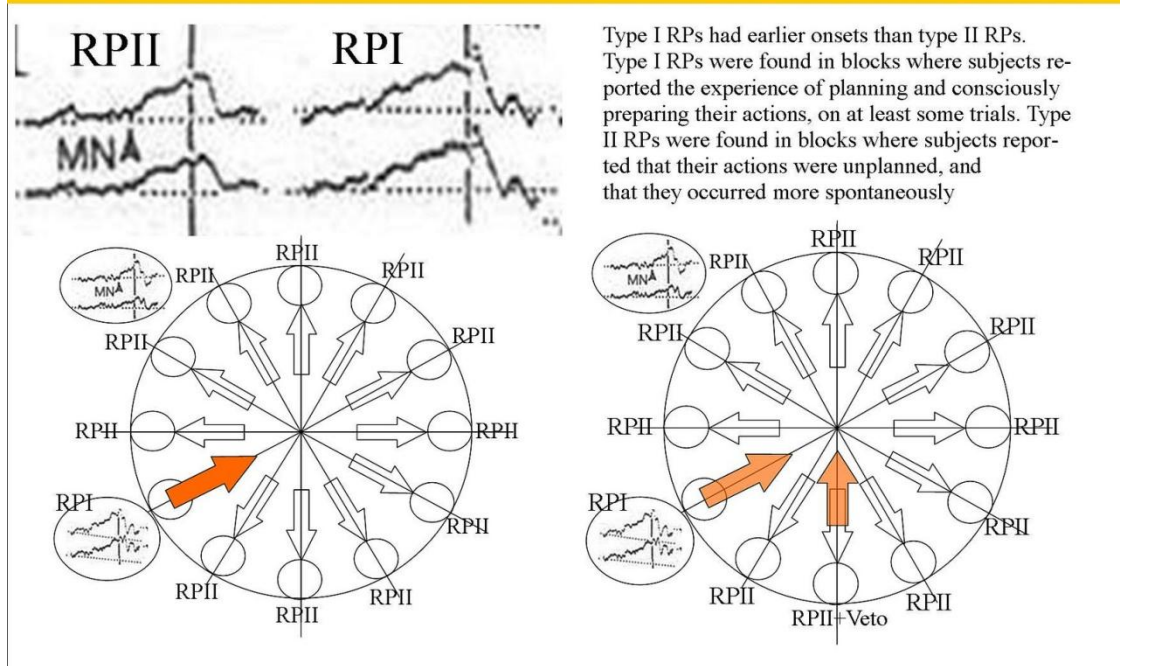 RPII
RPI
MN
Type I RPs had earlier onsets than type II RPs.
Type I RPs were found in blocks where subjects re-
ported the experience of planning and consciously
preparing their actions, on at least some trials. Type
II RPs were found in blocks where subjects repor-
ted that their actions were unplanned, and
that they occurred more spontaneously
RPII
RPII
RPII
MN
RPII
RPII
RPII
RPII
RPI
RPII
RPII
RPII
RPII
RPII
RPII
RPII
MN
RPII
RPII
RPII
RPII
RPI
RPII
RPII
RPII
RPII+Veto